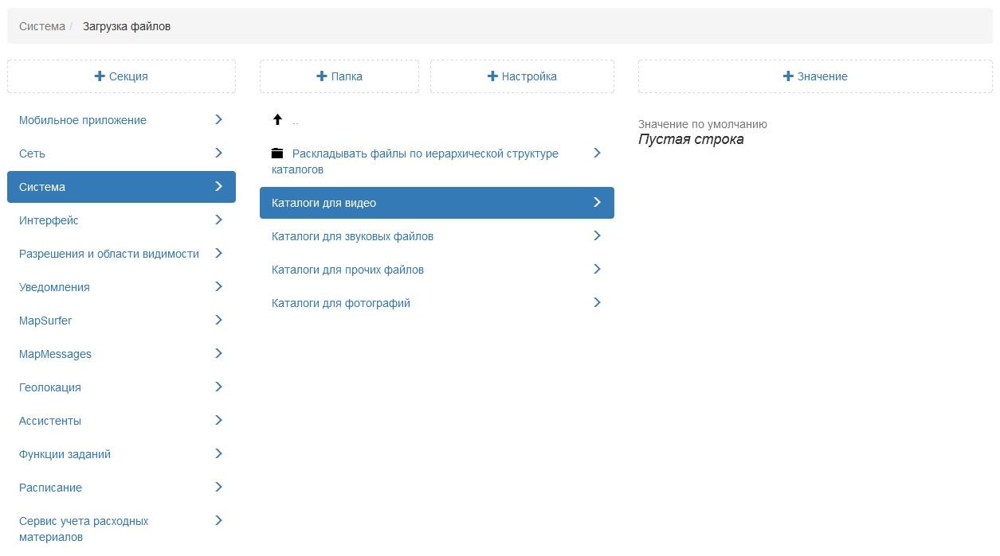 Система / Загрузка файлов
Секция
Папка
Настройка
Значение
Мобильное приложение
Сеть
Система
Интерфейс
Разрешения и области видимости
Уведомления
MapSurfer
MapMessages
Геолокация
Ассистенты
Функции заданий
Расписание
Сервис учета расходных
материалов
..
Раскладывать файлы по иерархической структуре
каталогов
Каталоги для видео
Каталоги для звуковых файлов
Каталоги для прочих файлов
Каталоги для фотографий
Значение по умолчанию
Пустая строка